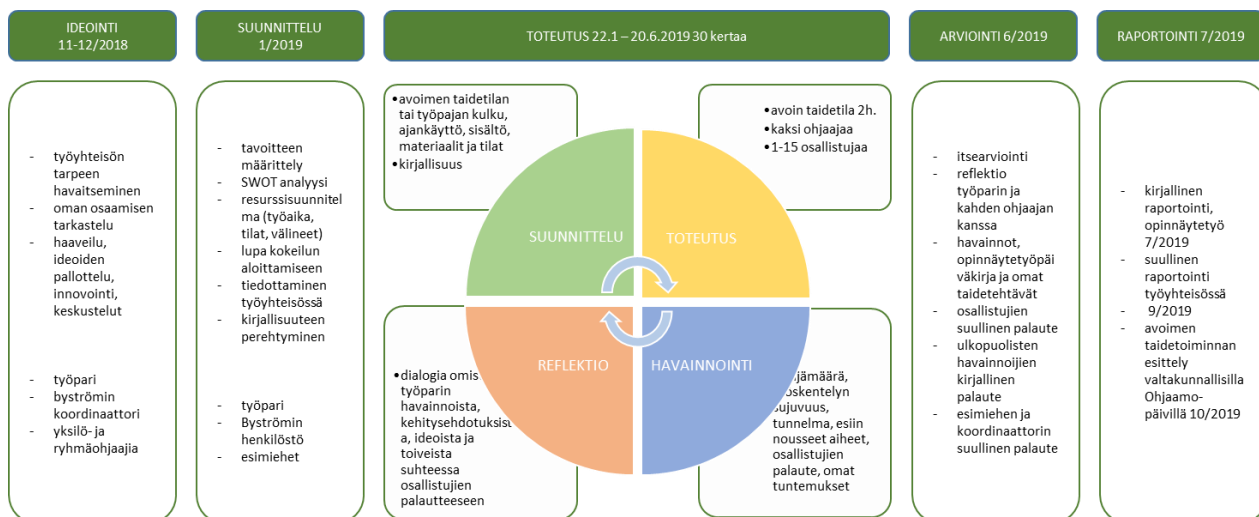 IDEOINTI
11-12/2018
- työyhteisön
tarpeen
havaitseminen
- oman osaamisen
tarkastelu
- haaveilu,
ideoiden
pallottelu,
innovointi,
keskustelut
- työpari
- byströmin
koordinaattori
- yksilö- ja
ryhmäohjaajia
SUUNNITTELU
1/2019
- tavoitteen
määrittely
- SWOT analyysi
- resurssisuunnitel
ma (työaika,
tilat, välineet)
- lupa kokeilun
aloittamiseen
- tiedottaminen
työyhteisössä
- kirjallisuuteen
perehtyminen
- työpari
- Byströmin
henkilöstö
- esimiehet
TOTEUTUS 22.1 – 20.6.2019 30 kertaa
•avoimen taidetilan
tai työpajan kulku,
ajankäyttö, sisältö,
materiaalit ja tilat
•kirjallisuus
•avoin taidetila 2h.
•kaksi ohjaajaa
•1-15 osallistujaa
SUUNNITTELU
TOTEUTUS
REFLEKTIO
HAVAINNOINTI
•dialogia omis
työparin
havainnoista,
kehitysehdotuksis
a, ideoista ja
toiveista
suhteessa
osallistujien
palautteeseen
jämäärä,
oskentelyn
sujuvuus,
tunnelma, esiin
nousseet aiheet,
osallistujien
palaute, omat
tuntemukset
ARVIOINTI 6/2019
- itsearviointi
- reflektio
työparin ja
kahden ohjaajan
kanssa
- havainnot,
opinnäytetyöpäi
väkirja ja omat
taidetehtävät
- osallistujien
suullinen palaute
- ulkopuolisten
havainnoijien
kirjallinen
palaute
- esimiehen ja
koordinaattorin
suullinen palaute
RAPORTOINTI 7/2019
- kirjallinen
raportointi,
opinnäytetyö
7/2019
- suullinen
raportointi
työyhteisössä
- 9/2019
- avoimen
taidetoiminnan
esittely
valtakunnallisilla
Ohjaamo-
päivillä 10/2019